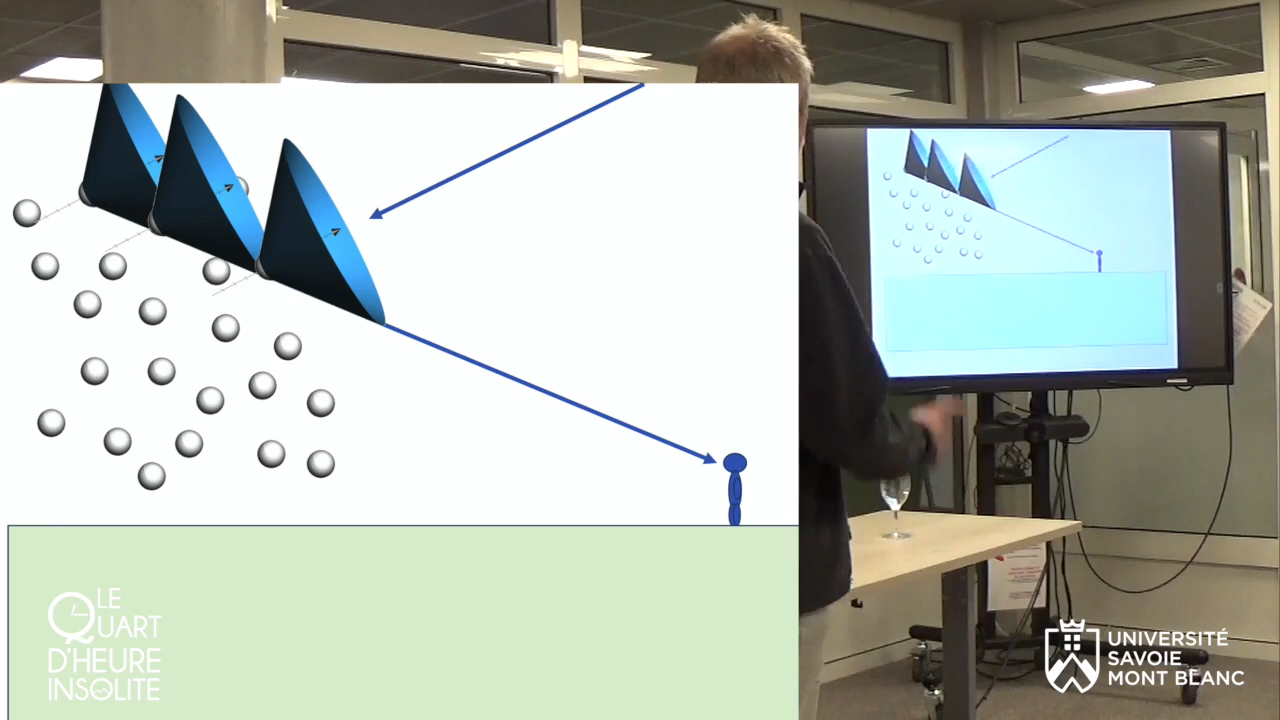 LE
QUART
D'HEURE
INSOLITE
UNIVERSITÉ
SAVOIE
MONT BLANC